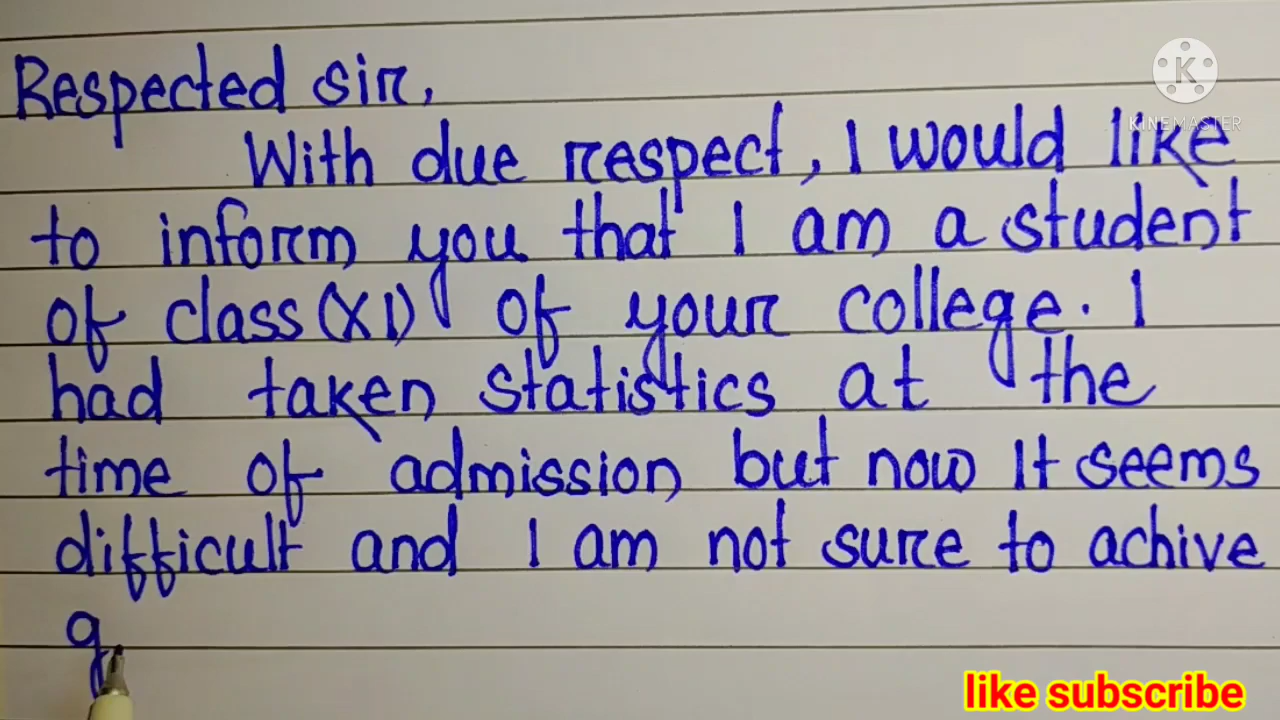 Respected sir,
K
KINEMASTER
With due respect, I would like
to inform you that I am a student
of class (XI) of your college. I
had taken statistics at the
time of admission but now It seems
difficult and I am not sure to achive
g
like subscribe